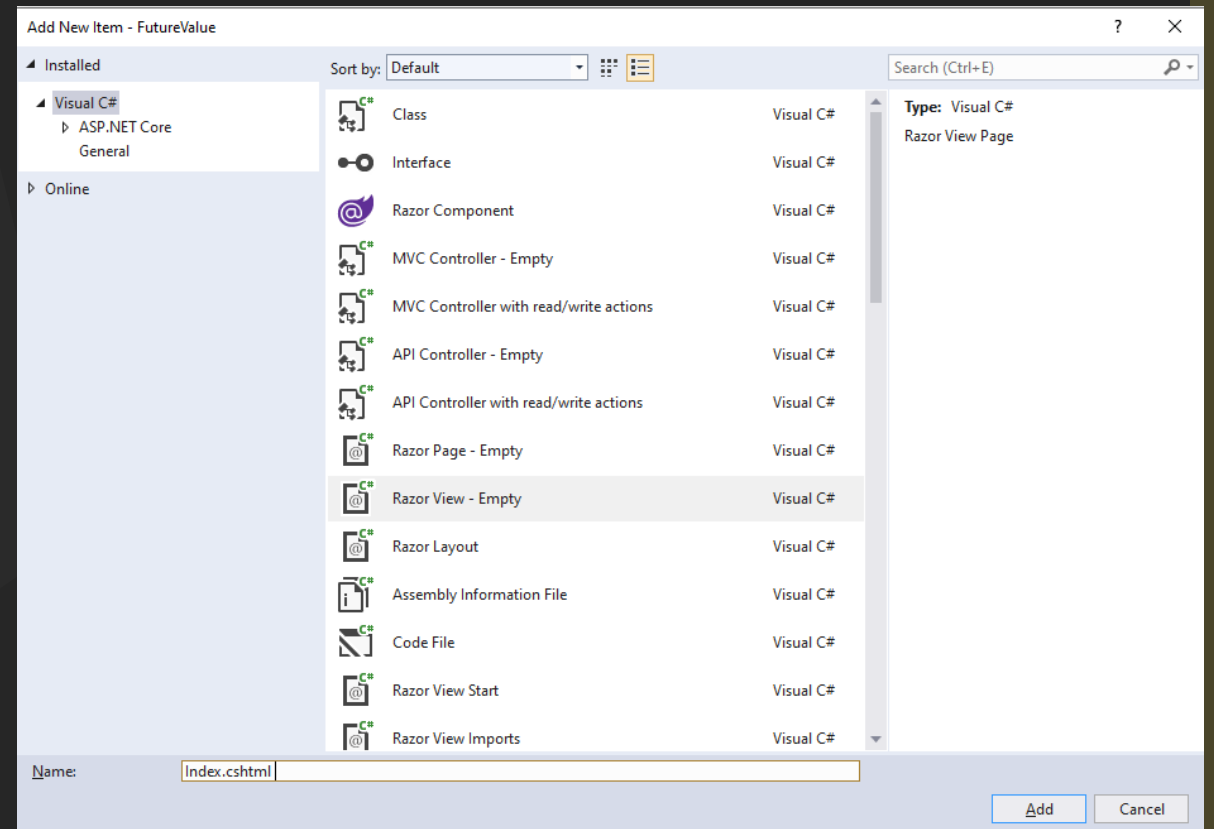 Add New Item - FutureValue ? ×
Installed
Sort by: Default
Search (Ctrl+E)
Visual C#
ASP.NET Core
General
Online
C# Class Visual C#
Interface Visual C#
@ Razor Component Visual C#
C# MVC Controller - Empty Visual C#
C# MVC Controller with read/write actions Visual C#
C# API Controller - Empty Visual C#
C# API Controller with read/write actions Visual C#
C# @ Razor Page - Empty Visual C#
C# @ Razor View - Empty Visual C#
C# @ Razor Layout Visual C#
C# i Assembly Information File Visual C#
C# Code File Visual C#
C# @ Razor View Start Visual C#
C# @ Razor View Imports Visual C#
Type: Visual C#
Razor View Page
Name: Index.cshtml
Add Cancel